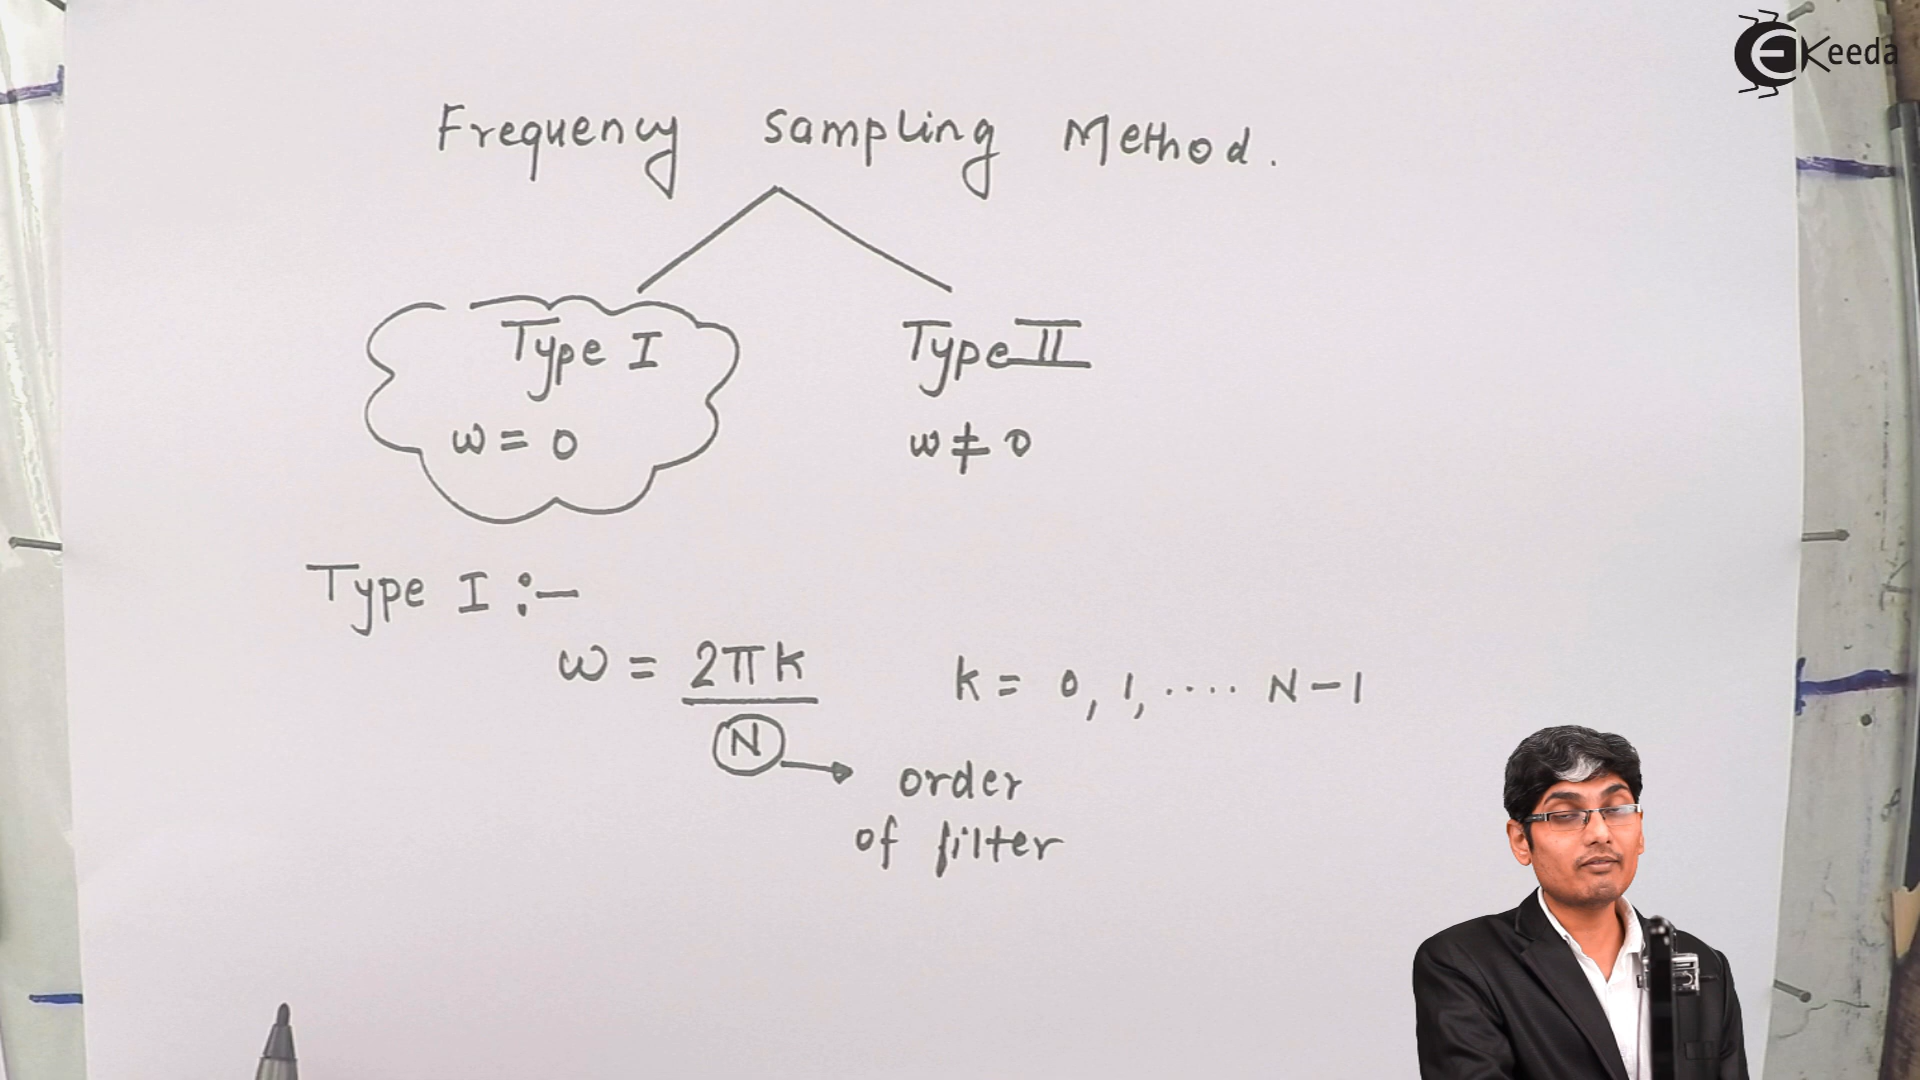 eKeeda
Frequency Sampling Method.
Type I
Type II
ω = 0
ω ≠ 0
Type I :-
ω = 2πk / N
k = 0, 1, .... N-1
order
of filter